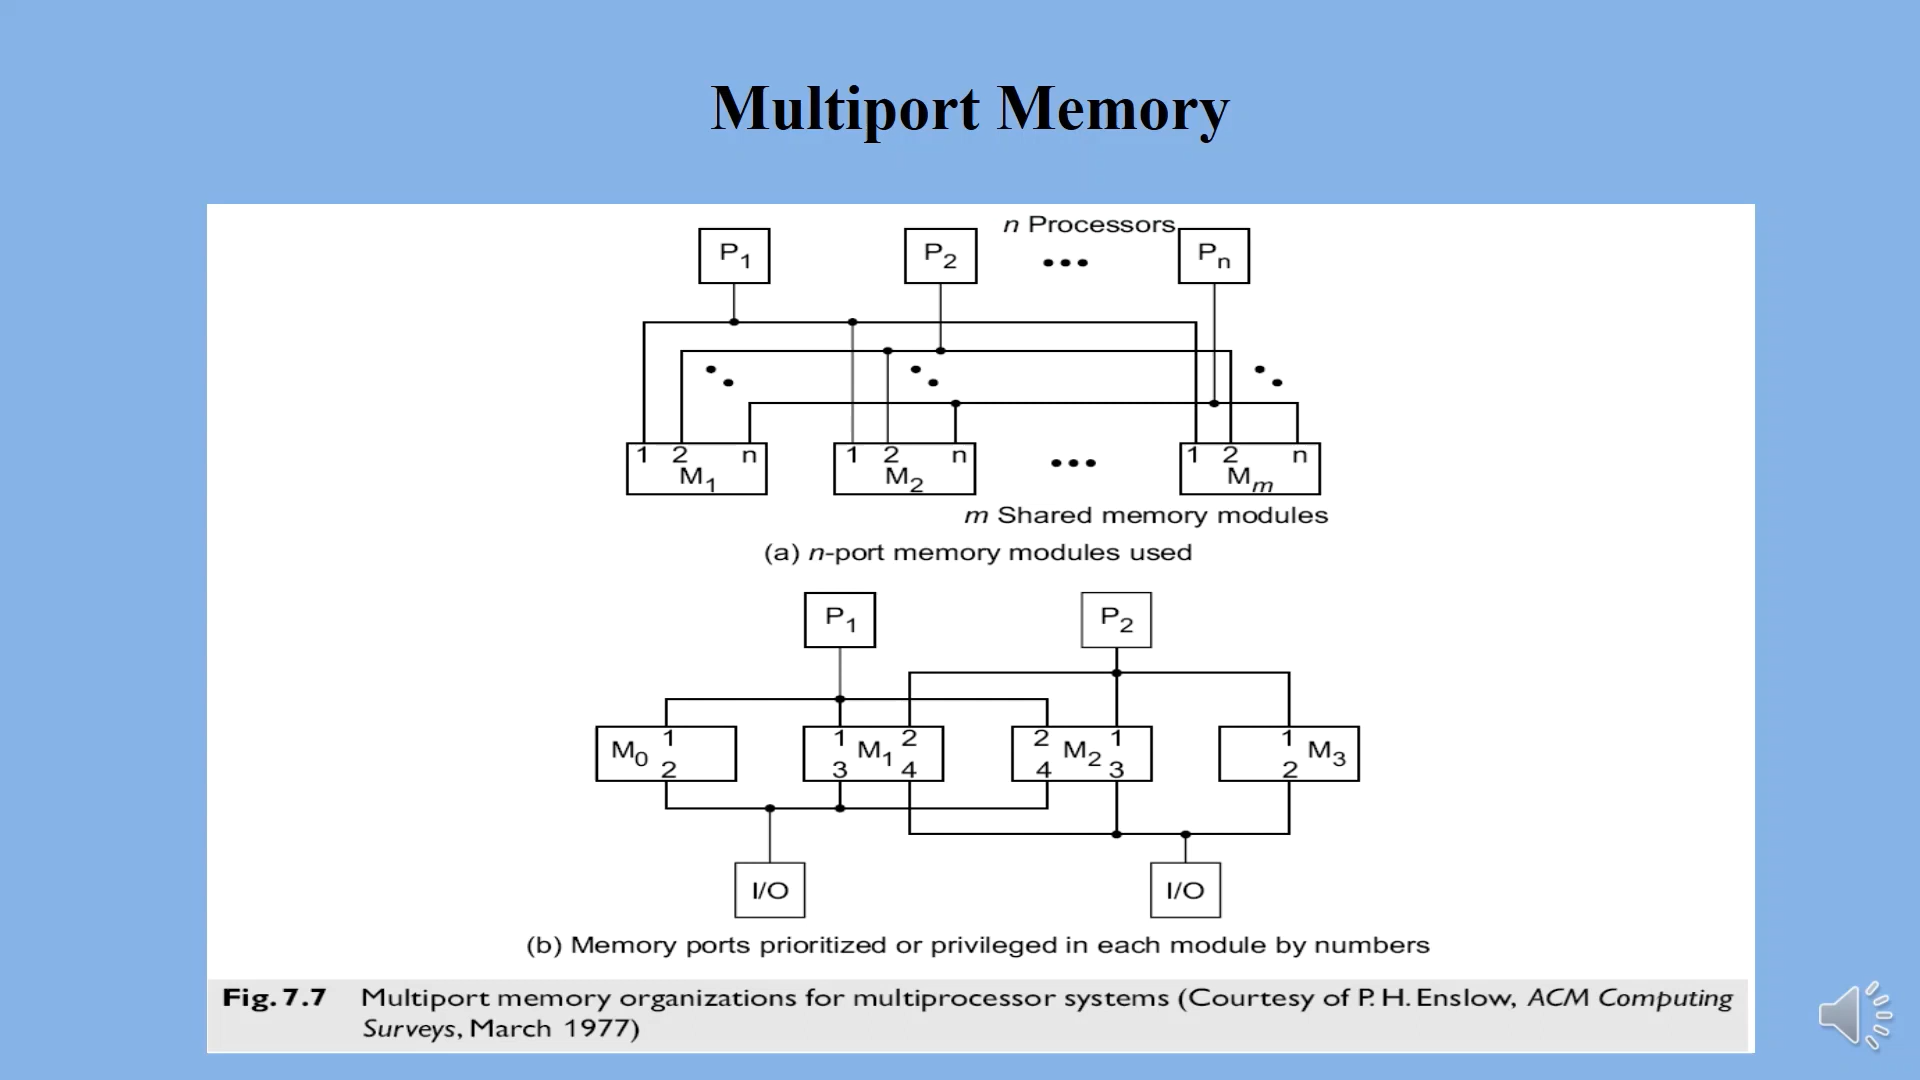 Multiport Memory
n Processors
P1 P2 ••• Pn
1 2 n 1 2 n 1 2 n
M1 M2 ••• Mm
m Shared memory modules
(a) n-port memory modules used
P1 P2
1 1 2 2 1 1
M0 M1 M2 M3
2 3 4 4 3 2
I/O I/O
(b) Memory ports prioritized or privileged in each module by numbers
Fig. 7.7 Multiport memory organizations for multiprocessor systems (Courtesy of P. H. Enslow, ACM Computing
Surveys, March 1977)